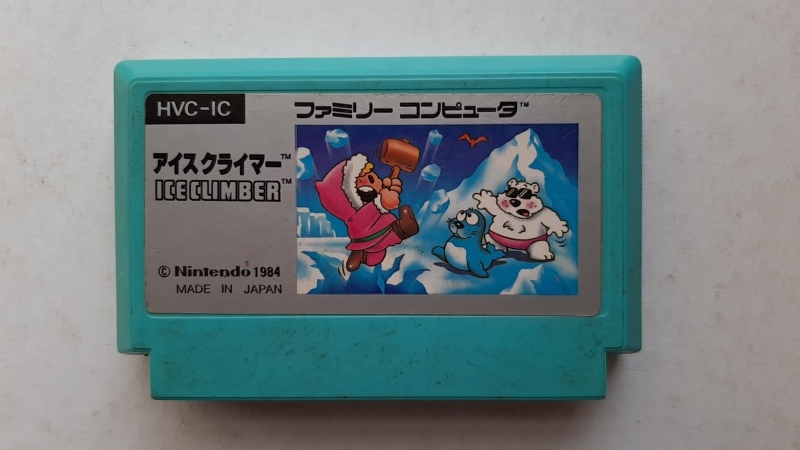 HVC-IC
ファミリー コンピュータ™
アイスクライマー™
ICE CLIMBER™
© Nintendo 1984
MADE IN JAPAN